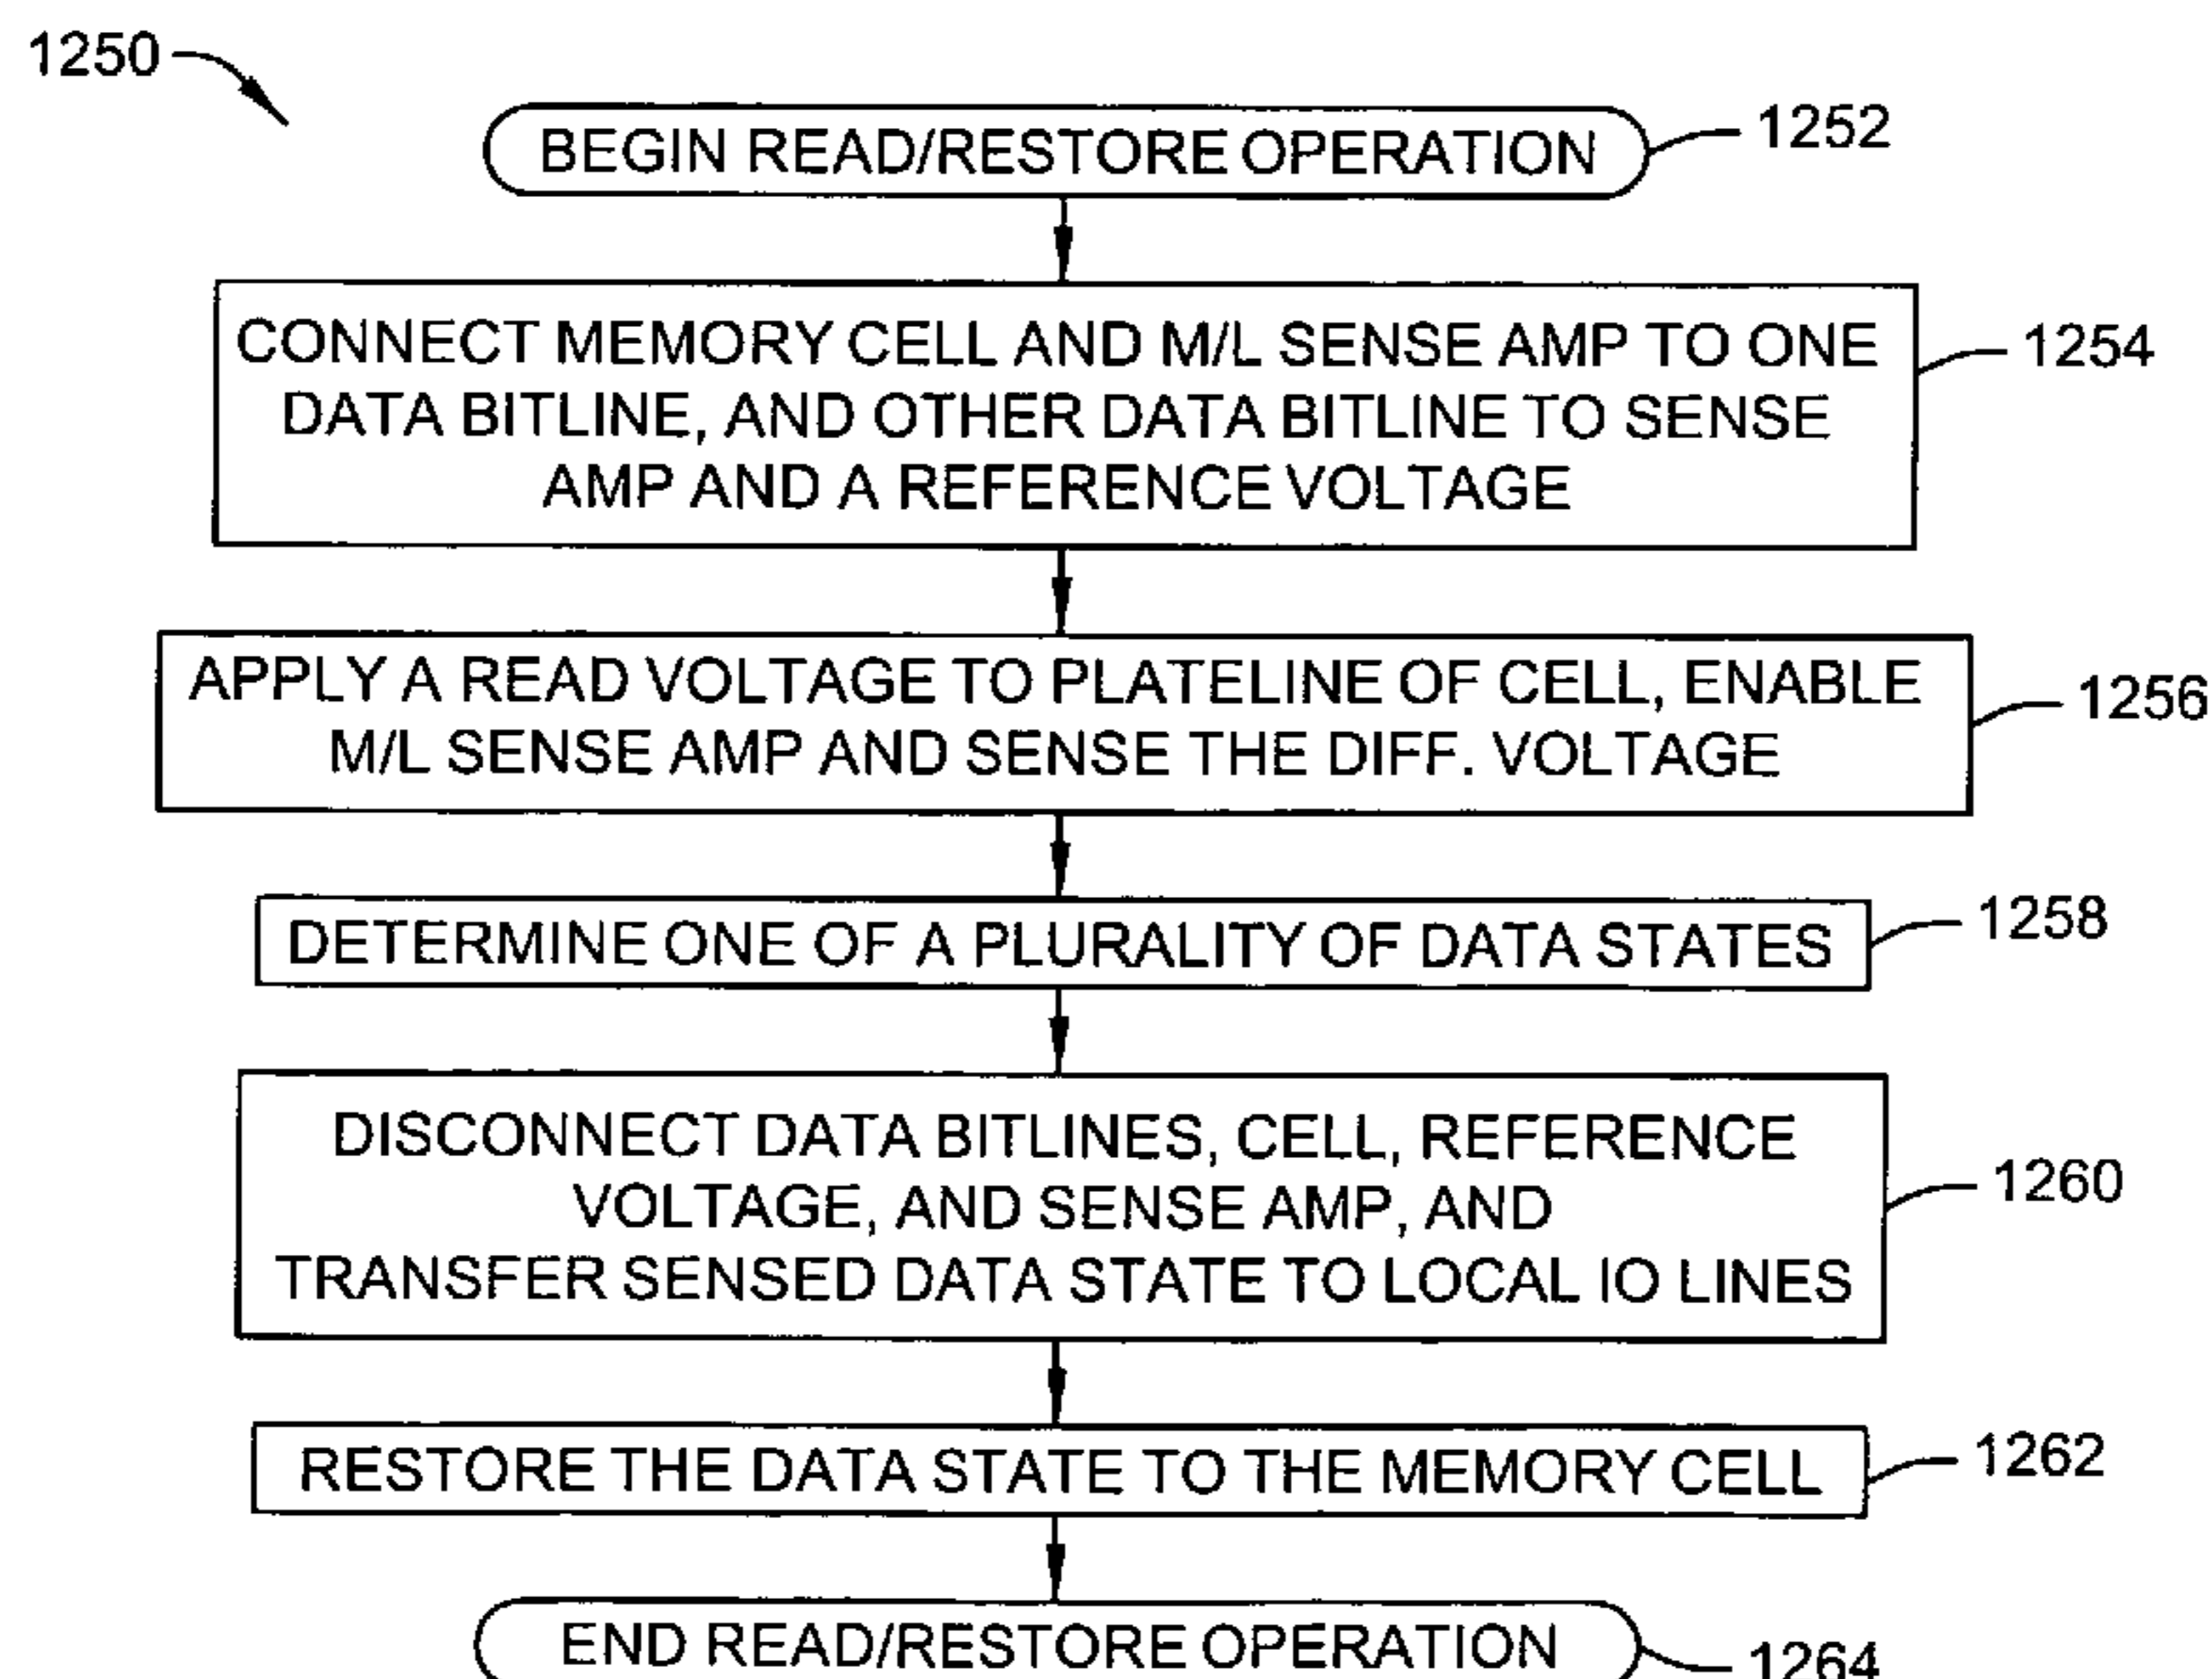 1250
BEGIN READ/RESTORE OPERATION
1252
CONNECT MEMORY CELL AND M/L SENSE AMP TO ONE
DATA BITLINE, AND OTHER DATA BITLINE TO SENSE
AMP AND A REFERENCE VOLTAGE
1254
APPLY A READ VOLTAGE TO PLATELINE OF CELL, ENABLE
M/L SENSE AMP AND SENSE THE DIFF. VOLTAGE
1256
DETERMINE ONE OF A PLURALITY OF DATA STATES
1258
DISCONNECT DATA BITLINES, CELL, REFERENCE
VOLTAGE, AND SENSE AMP, AND
TRANSFER SENSED DATA STATE TO LOCAL IO LINES
1260
RESTORE THE DATA STATE TO THE MEMORY CELL
1262
END READ/RESTORE OPERATION
1264